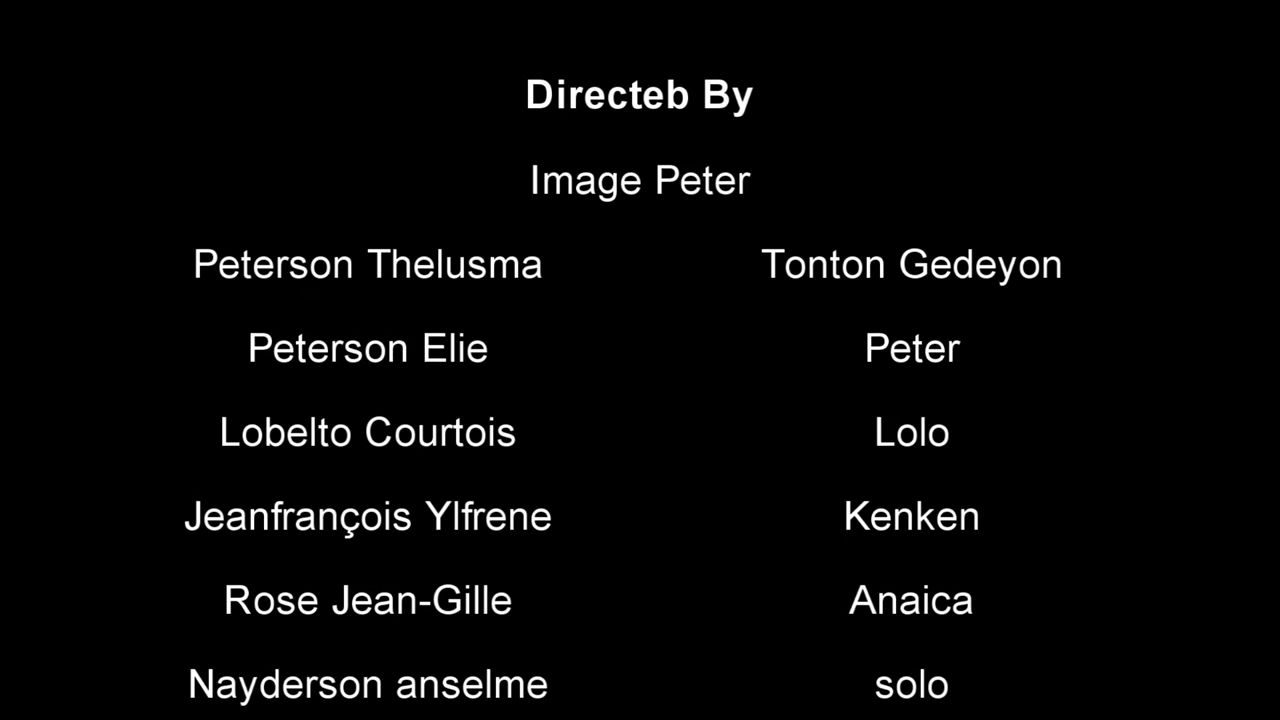 Directeb By
Image Peter
Peterson Thelusma Tonton Gedeyon
Peterson Elie Peter
Lobelto Courtois Lolo
Jeanfrançois Ylfrene Kenken
Rose Jean-Gille Anaica
Nayderson anselme solo